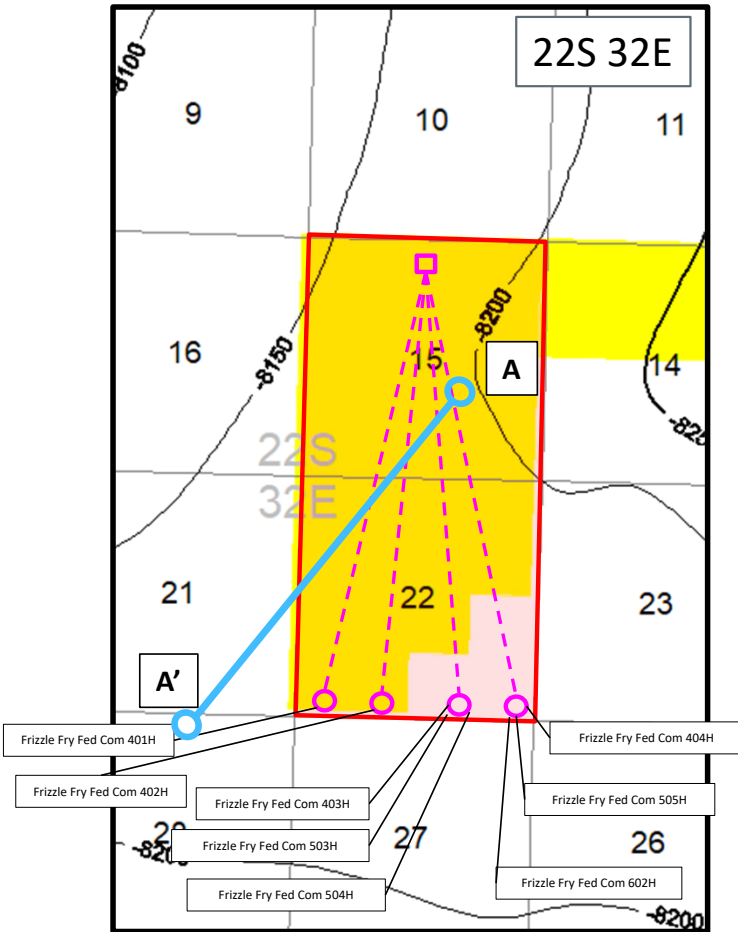 22S 32E
-8100
9
10
11
-8200
16
-8150
15
A
14
22S
32E
21
22
23
A'
Frizzle Fry Fed Com 401H
Frizzle Fry Fed Com 404H
Frizzle Fry Fed Com 402H
Frizzle Fry Fed Com 505H
Frizzle Fry Fed Com 403H
27
26
-8200
Frizzle Fry Fed Com 503H
Frizzle Fry Fed Com 602H
Frizzle Fry Fed Com 504H
-8200